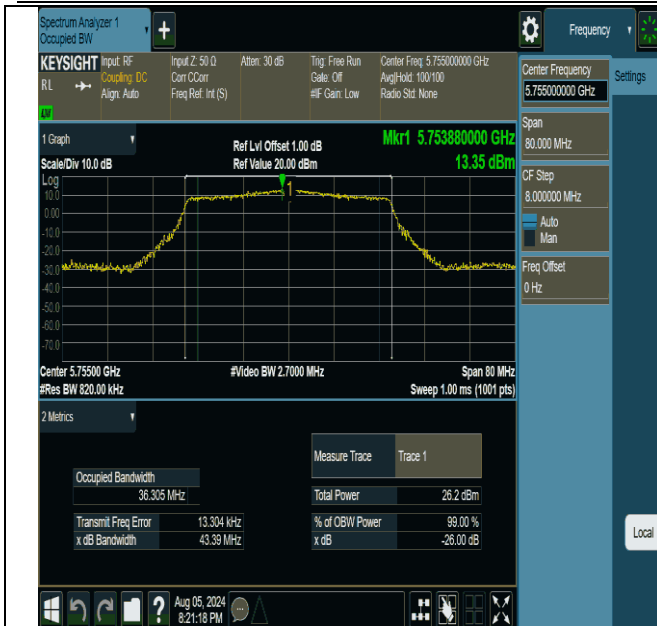 Spectrum Analyzer 1
Occupied BW
+
Frequency
KEYSIGHT
RL
Input: RF
Coupling: DC
Align: Auto
Input Z: 50 Ω
Corr CCorr
Freq Ref: Int (S)
Atten: 30 dB
Trig: Free Run
Gate: Off
#IF Gain: Low
Center Freq: 5.755000000 GHz
Avg|Hold: 100/100
Radio Std: None
Center Frequency
5.755000000 GHz
Settings
Span
80.000 MHz
CF Step
8.000000 MHz
Auto
Man
Freq Offset
0 Hz
1 Graph
Scale/Div 10.0 dB
Ref Lvl Offset 1.00 dB
Ref Value 20.00 dBm
Mkr1 5.753880000 GHz
13.35 dBm
Log
10.0
0.00
-10.0
-20.0
-30.0
-40.0
-50.0
-60.0
-70.0
1
Center 5.75500 GHz
#Res BW 820.00 kHz
#Video BW 2.7000 MHz
Span 80 MHz
Sweep 1.00 ms (1001 pts)
2 Metrics
Measure Trace Trace 1
Occupied Bandwidth
36.305 MHz
Total Power 26.2 dBm
Transmit Freq Error 13.304 kHz
% of OBW Power 99.00 %
x dB Bandwidth 43.39 MHz
x dB -26.00 dB
Local
?
Aug 05, 2024
8:21:18 PM